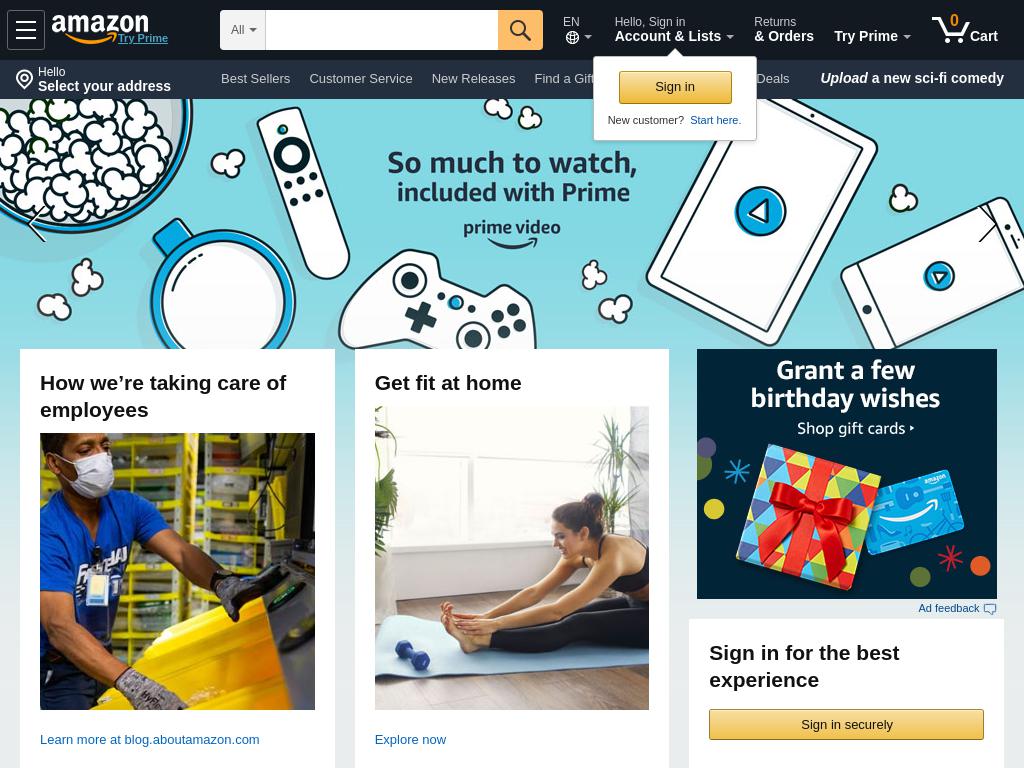 amazon
Try Prime
All
EN
Hello, Sign in
Account & Lists
Returns
& Orders
Try Prime
0
Cart
Hello
Select your address
Best Sellers
Customer Service
New Releases
Find a Gift
Deals
Upload a new sci-fi comedy
Sign in
New customer? Start here.
So much to watch,
included with Prime
prime video
How we’re taking care of
employees
Learn more at blog.aboutamazon.com
Get fit at home
Explore now
Grant a few
birthday wishes
Shop gift cards
amazon
Ad feedback
Sign in for the best
experience
Sign in securely